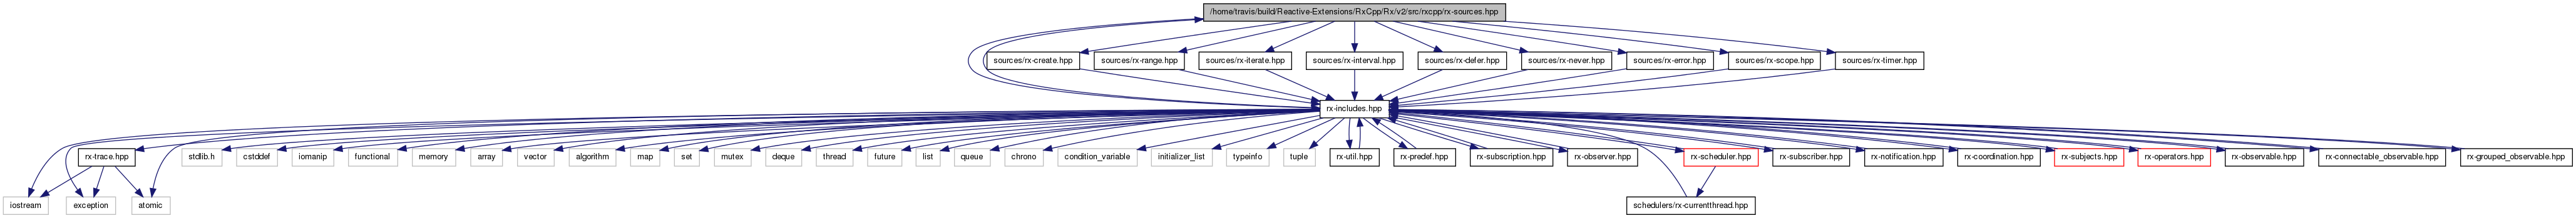 /home/travis/build/Reactive-Extensions/RxCpp/Rx/v2/src/rxcpp/rx-sources.hpp
sources/rx-create.hpp
sources/rx-range.hpp
sources/rx-iterate.hpp
sources/rx-interval.hpp
sources/rx-defer.hpp
sources/rx-never.hpp
sources/rx-error.hpp
sources/rx-scope.hpp
sources/rx-timer.hpp
rx-includes.hpp
rx-trace.hpp
stdlib.h
cstddef
iomanip
functional
memory
array
vector
algorithm
map
set
mutex
deque
thread
future
list
queue
chrono
condition_variable
initializer_list
typeinfo
tuple
rx-util.hpp
rx-predef.hpp
rx-subscription.hpp
rx-observer.hpp
rx-scheduler.hpp
rx-subscriber.hpp
rx-notification.hpp
rx-coordination.hpp
rx-subjects.hpp
rx-operators.hpp
rx-observable.hpp
rx-connectable_observable.hpp
rx-grouped_observable.hpp
iostream
exception
atomic
schedulers/rx-currentthread.hpp